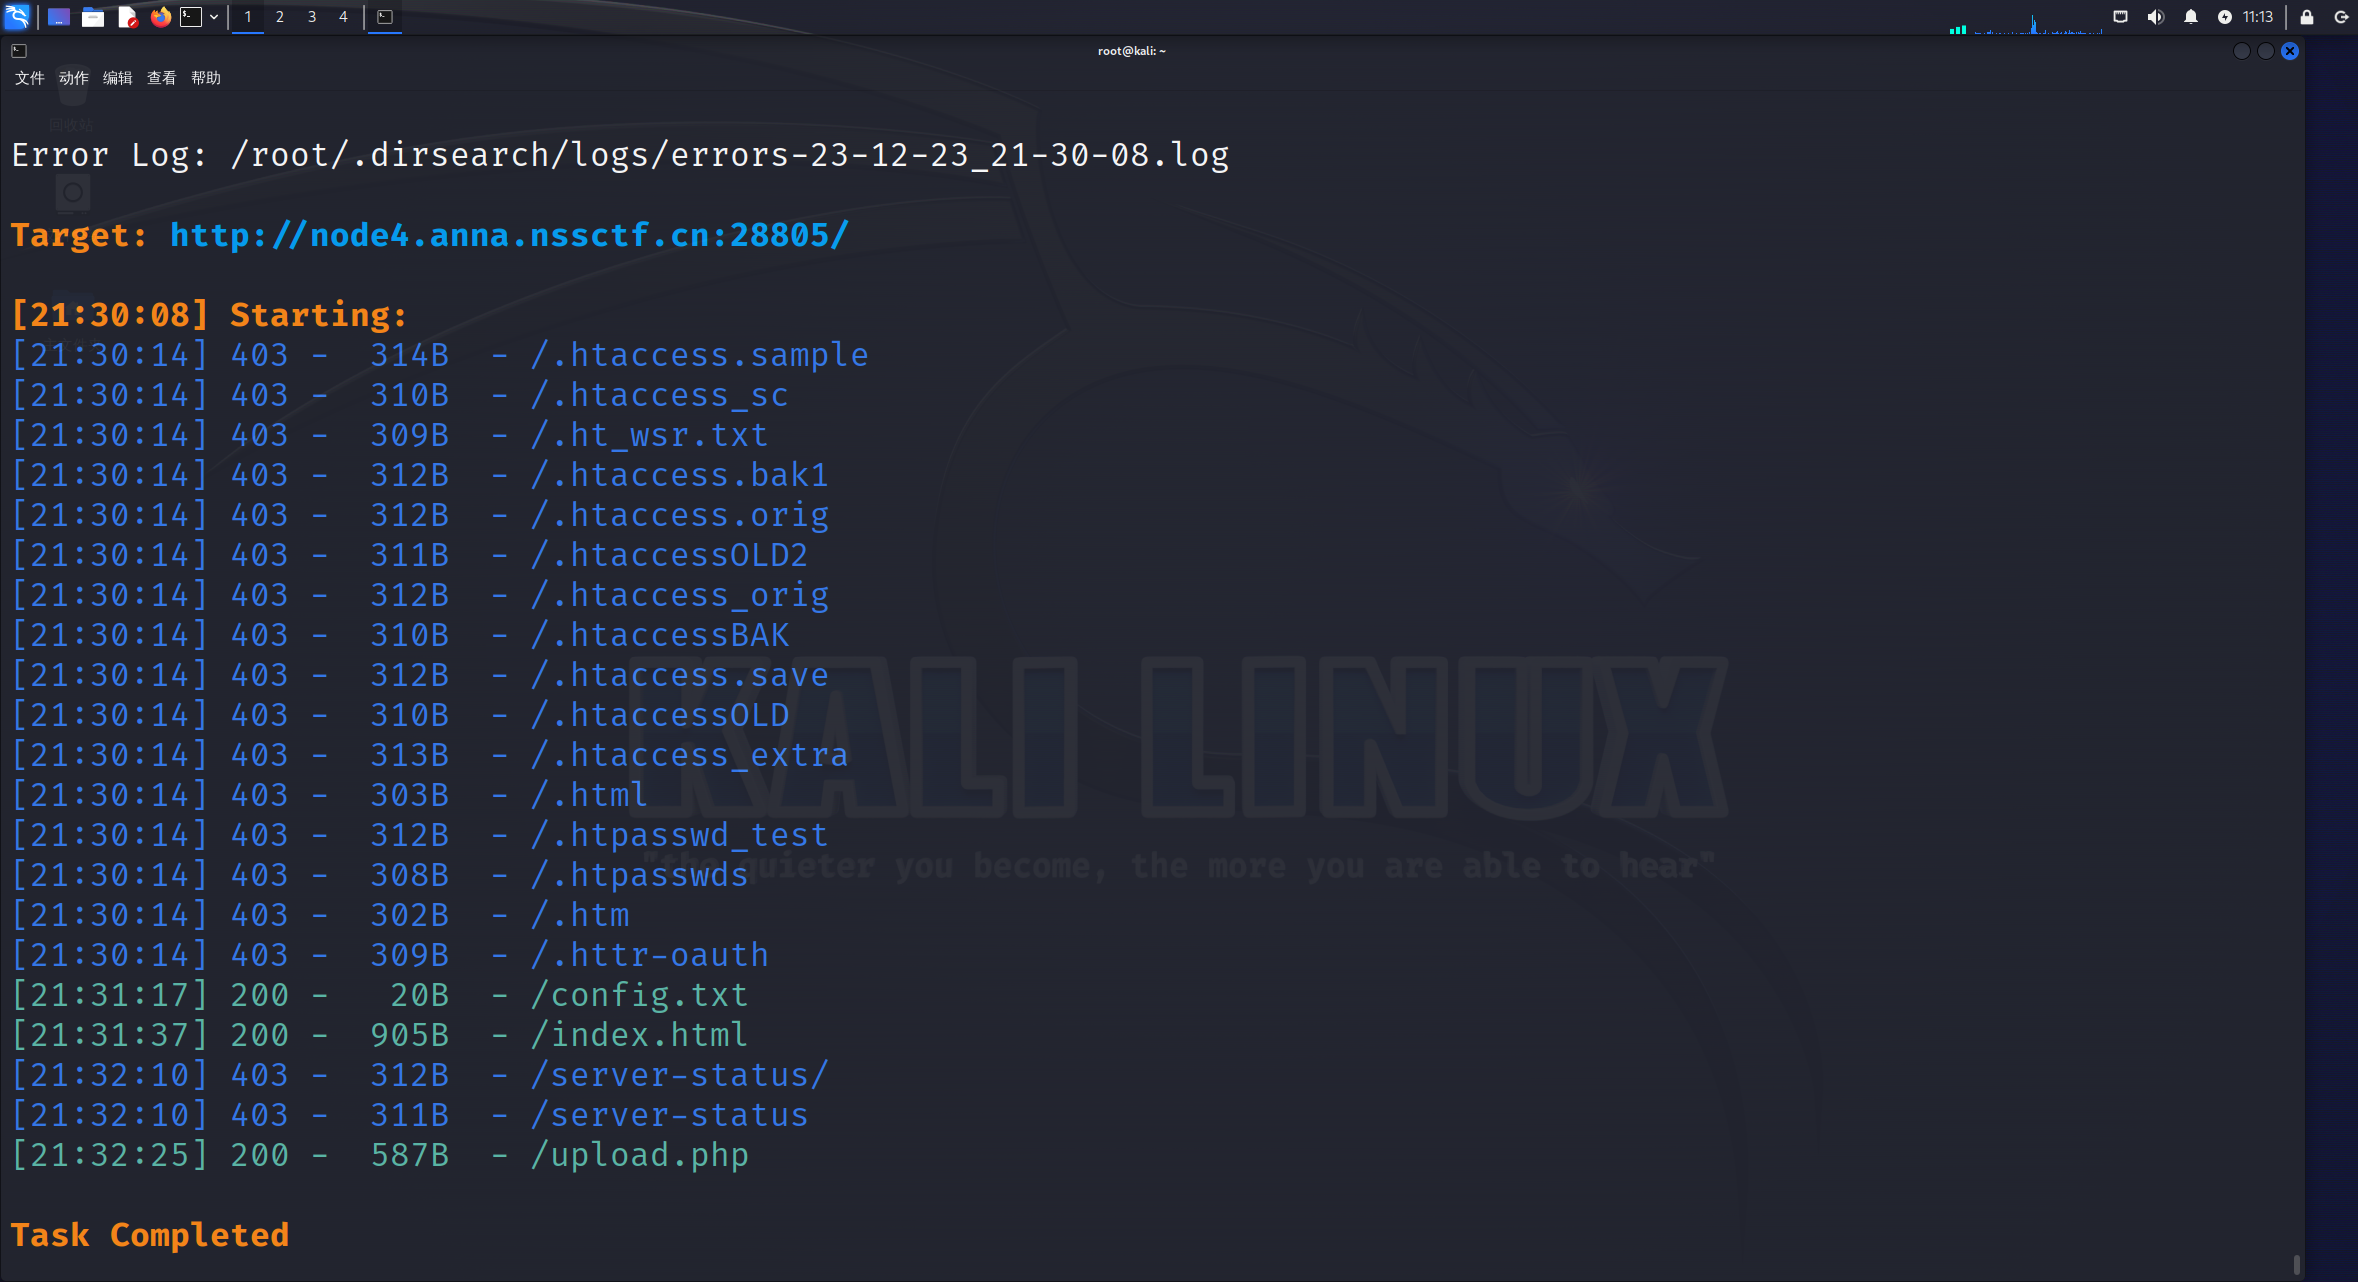 1 2 3 4 11:13
root@kali: ~
文件 动作 编辑 查看 帮助
回收站
Error Log: /root/.dirsearch/logs/errors-23-12-23_21-30-08.log
Target: http://node4.anna.nssctf.cn:28805/
[21:30:08] Starting:
[21:30:14] 403 - 314B - /.htaccess.sample
[21:30:14] 403 - 310B - /.htaccess_sc
[21:30:14] 403 - 309B - /.ht_wsr.txt
[21:30:14] 403 - 312B - /.htaccess.bak1
[21:30:14] 403 - 312B - /.htaccess.orig
[21:30:14] 403 - 311B - /.htaccessOLD2
[21:30:14] 403 - 312B - /.htaccess_orig
[21:30:14] 403 - 310B - /.htaccessBAK
[21:30:14] 403 - 312B - /.htaccess.save
[21:30:14] 403 - 310B - /.htaccessOLD
[21:30:14] 403 - 313B - /.htaccess_extra
[21:30:14] 403 - 303B - /.html
[21:30:14] 403 - 312B - /.htpasswd_test
[21:30:14] 403 - 308B - /.htpasswds
[21:30:14] 403 - 302B - /.htm
[21:30:14] 403 - 309B - /.httr-oauth
[21:31:17] 200 - 20B - /config.txt
[21:31:37] 200 - 905B - /index.html
[21:32:10] 403 - 312B - /server-status/
[21:32:10] 403 - 311B - /server-status
[21:32:25] 200 - 587B - /upload.php
Task Completed
KALI LINUX
"the quieter you become, the more you are able to hear"